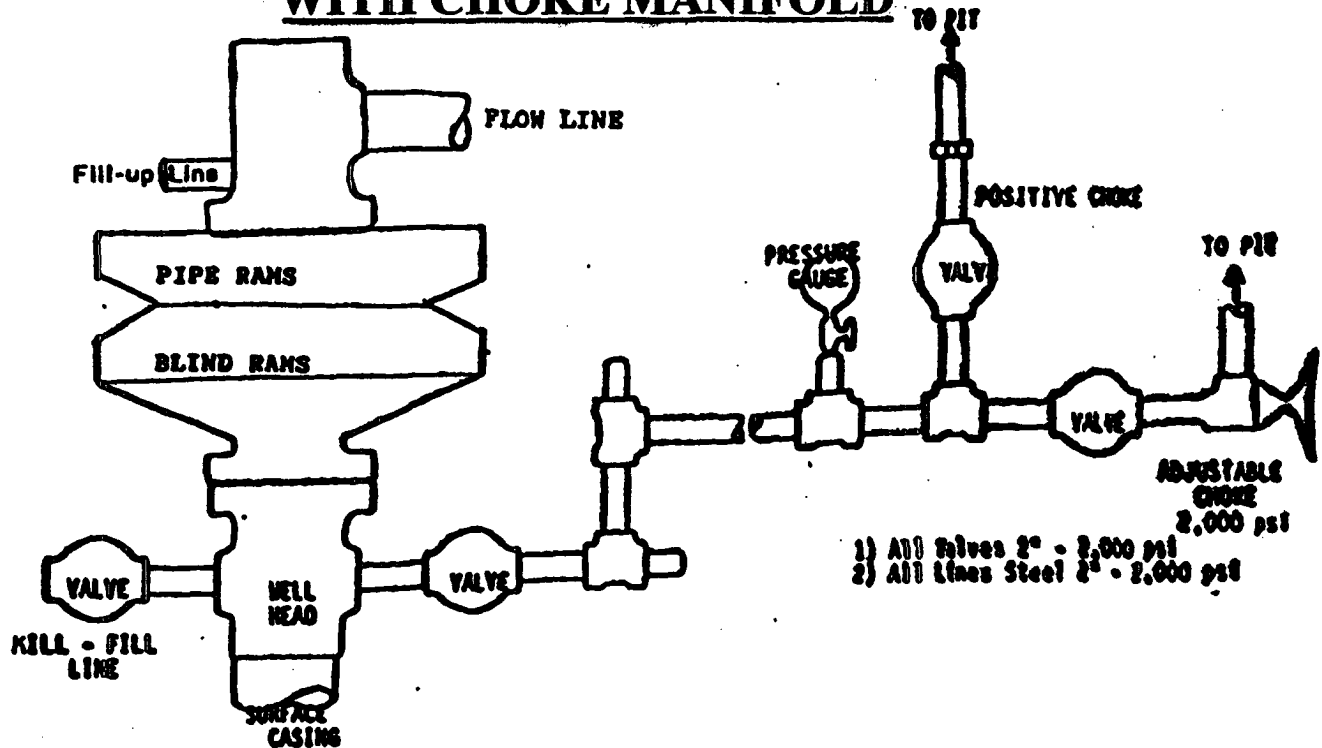 WITH CHOKE MANIFOLD
TO PIT
FLOW LINE
Fill-up Line
POSITIVE CHOKE
PIPE RAMS
PRESSURE
GAUGE
VALVE
TO PIT
BLIND RAMS
VALVE
ADJUSTABLE
CHOKE
2,000 psi
1) All Valves 2" - 2,000 psi
2) All Lines Steel 2" - 2,000 psi
VALVE
WELL
HEAD
VALVE
KILL - FILL
LINE
SURFACE
CASING